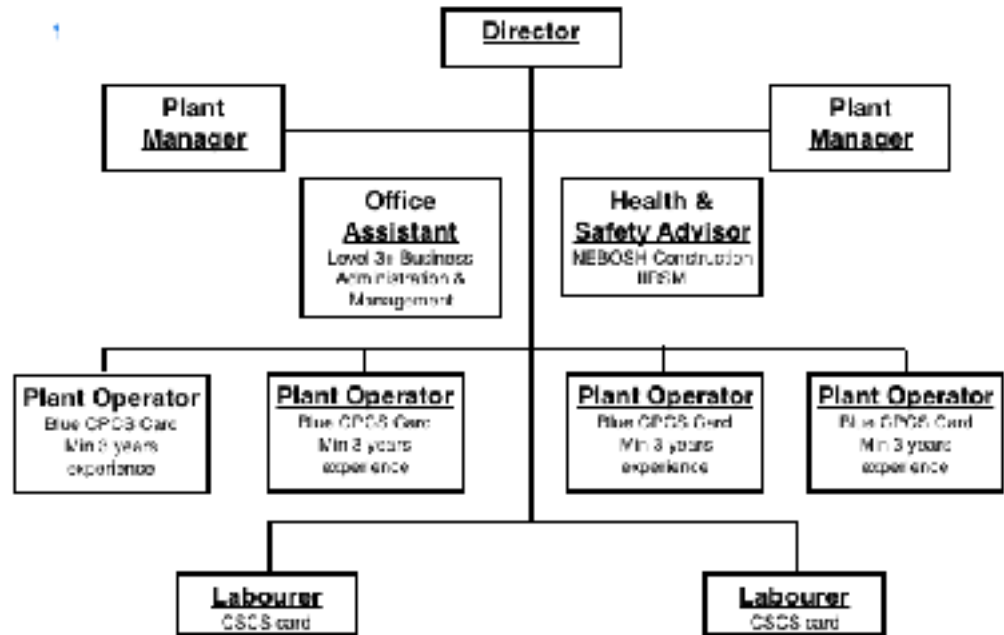 Director
Plant
Manager
Plant
Manager
Office
Assistant
Level 3+ Business
Administration &
Management
Health &
Safety Advisor
NEBOSH Construction
IIRSM
Plant Operator
Blue CPCS Card
Min 3 years
experience
Plant Operator
Blue CPCS Card
Min 3 years
experience
Plant Operator
Blue CPCS Card
Min 3 years
experience
Plant Operator
Blue CPCS Card
Min 3 years
experience
Labourer
CSCS card
Labourer
CSCS card